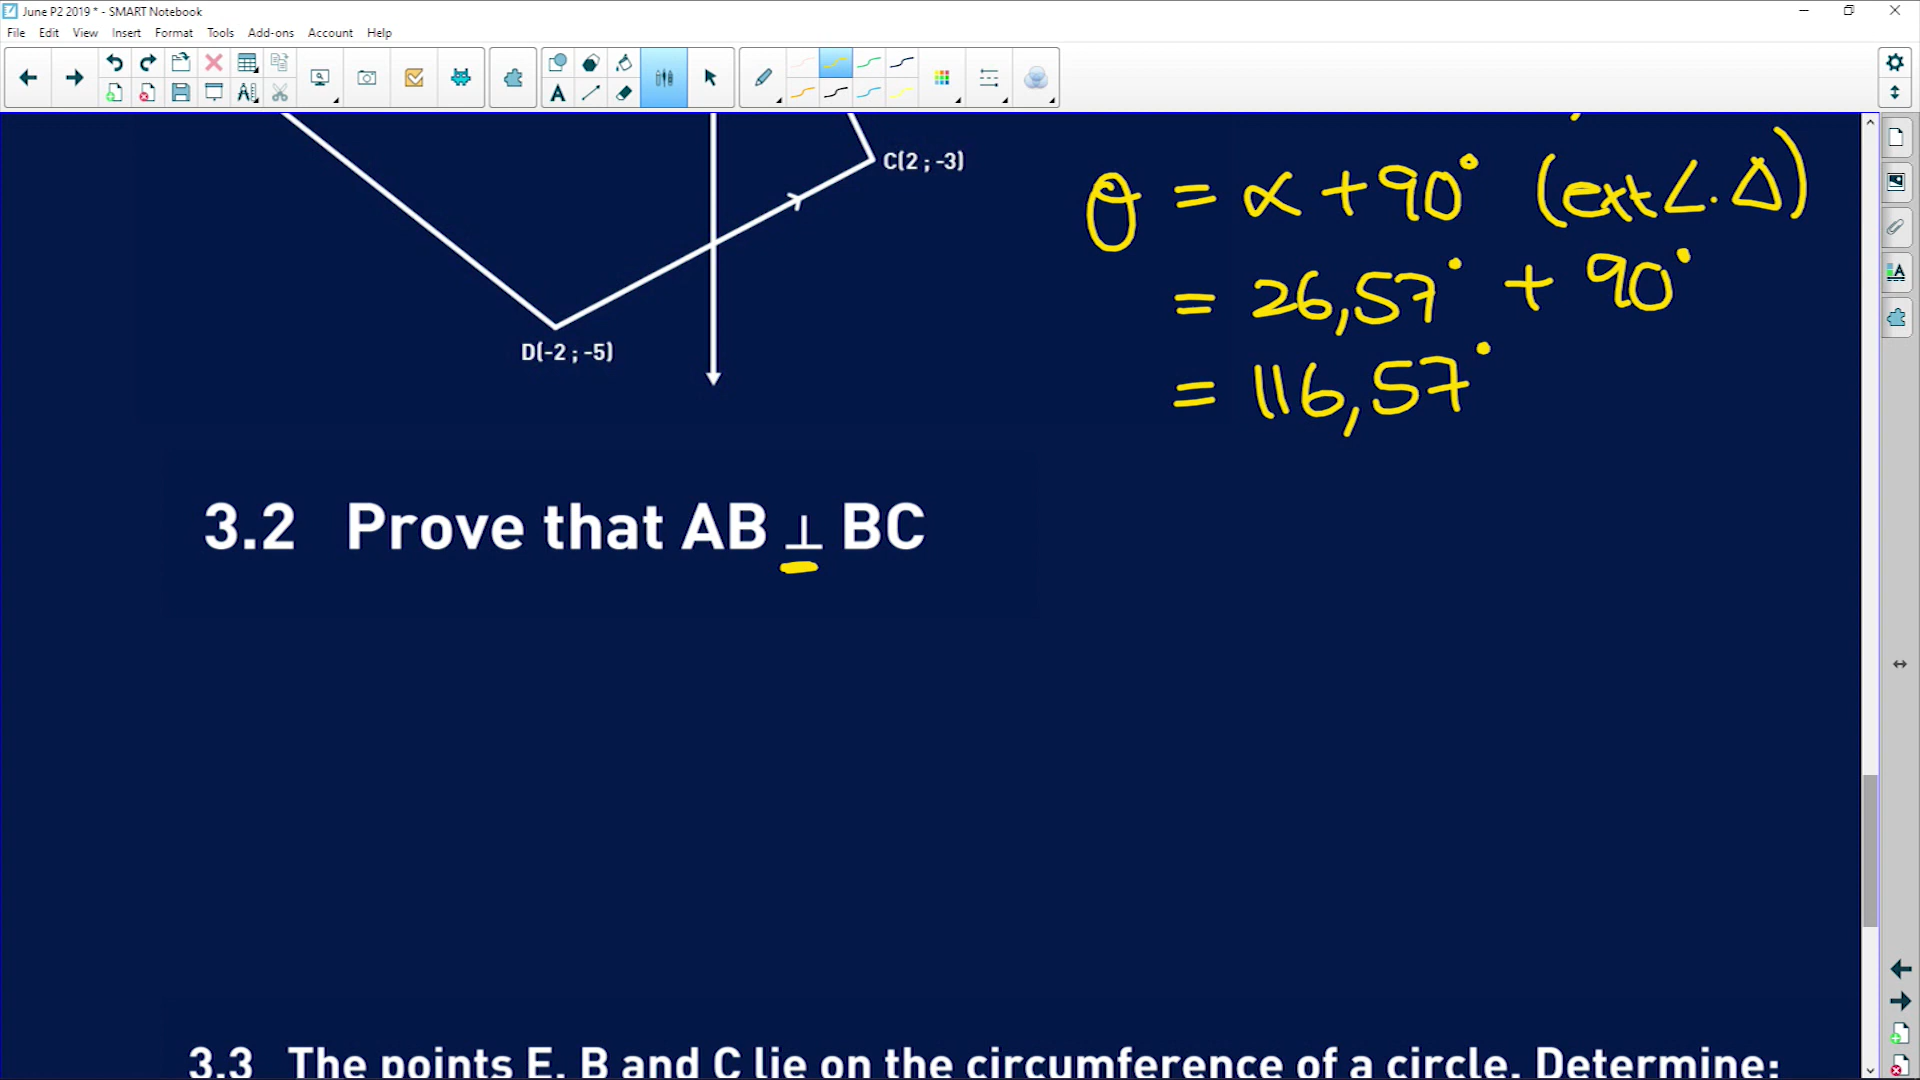 June P2 2019 * - SMART Notebook
File Edit View Insert Format Tools Add-ons Account Help
C(2 ; -3)
D(-2 ; -5)
θ = α + 90° (ext∠. Δ)
= 26,57° + 90°
= 116,57°
3.2 Prove that AB ⊥ BC
3.3 The points E, B and C lie on the circumference of a circle. Determine: